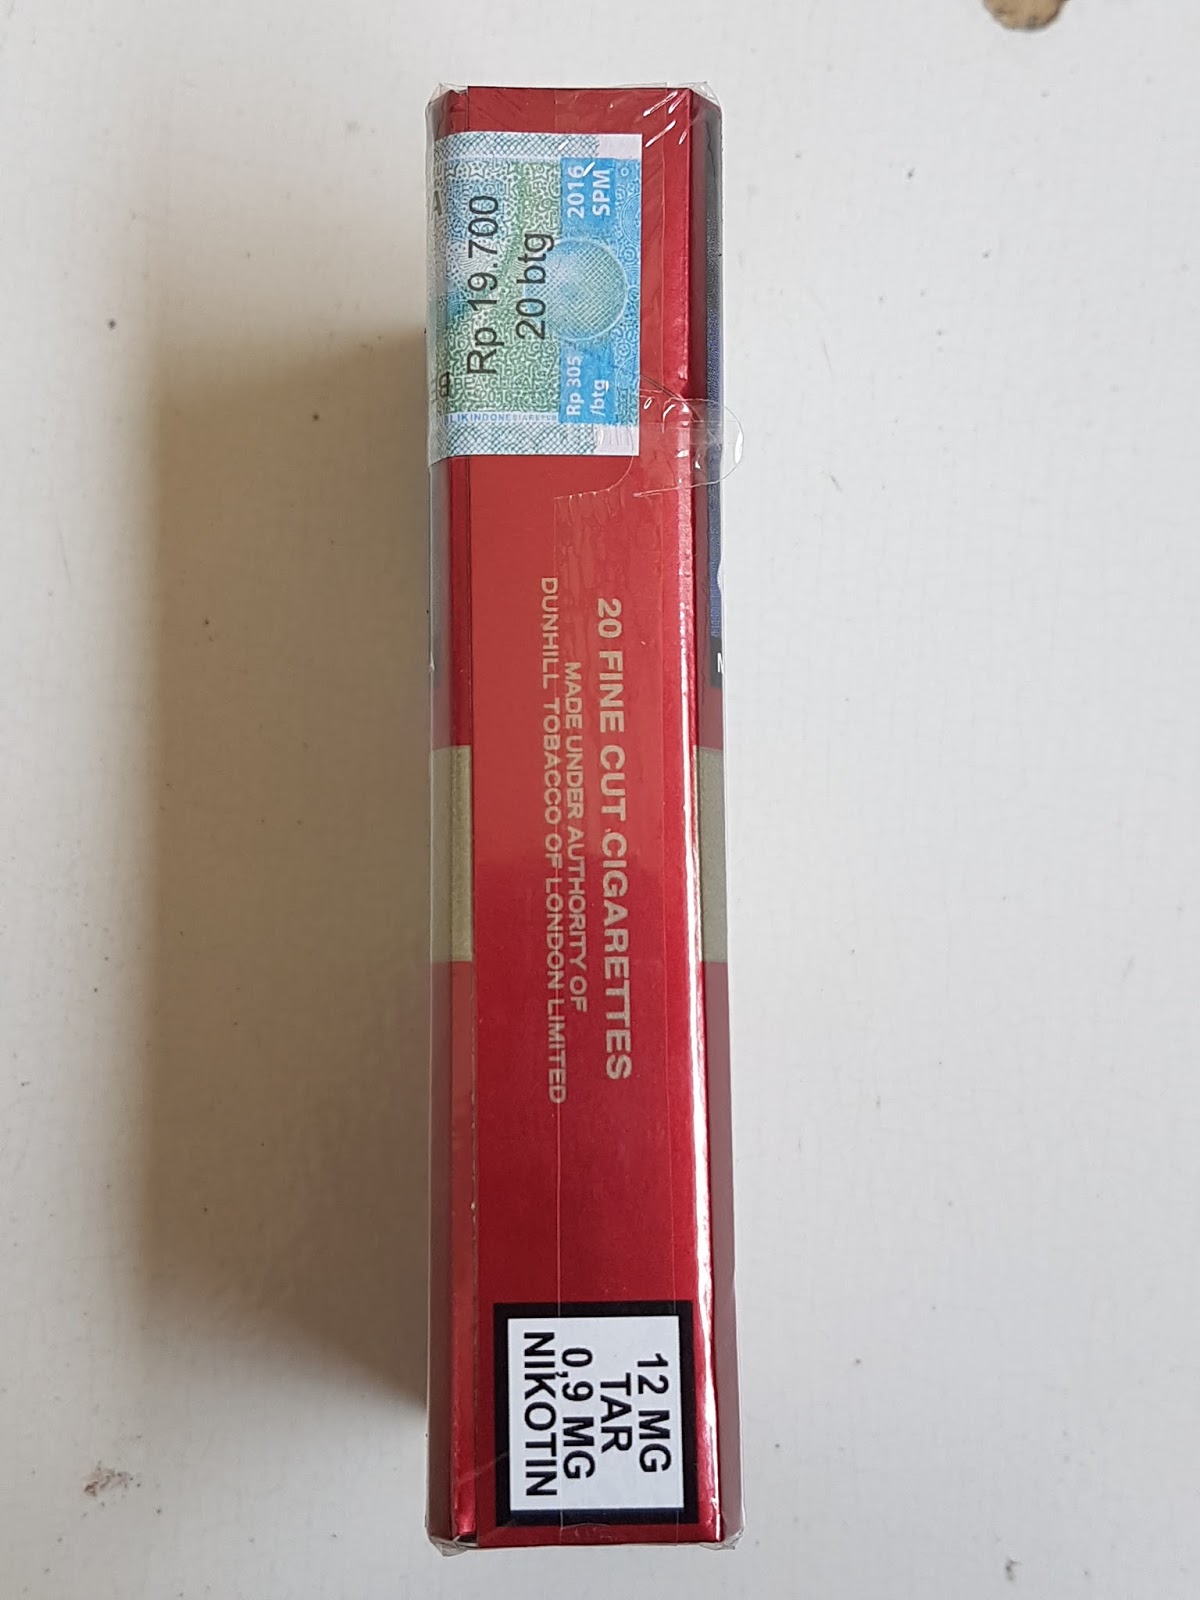 Rp 19.700
20 btg
2016
SPM
Rp 305
/btg
20 FINE CUT CIGARETTES
MADE UNDER AUTHORITY OF
DUNHILL TOBACCO OF LONDON LIMITED
12 MG
TAR
0,9 MG
NIKOTIN